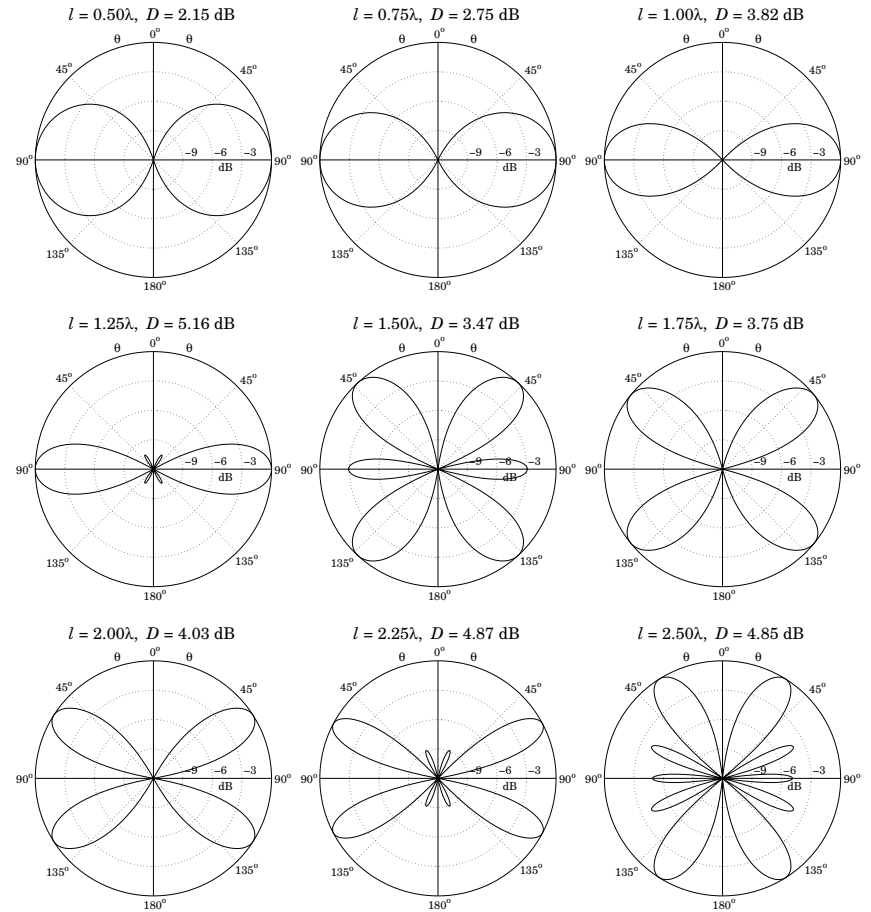 l = 0.50λ, D = 2.15 dB
l = 0.75λ, D = 2.75 dB
l = 1.00λ, D = 3.82 dB
0° 0° 0°
θ θ θ θ θ θ
45° 45° 45° 45° 45° 45°
90° −9 −6 −3 90° 90° −9 −6 −3 90° 90° −9 −6 −3 90°
dB dB dB
135° 135° 135° 135° 135° 135°
180° 180° 180°
l = 1.25λ, D = 5.16 dB
l = 1.50λ, D = 3.47 dB
l = 1.75λ, D = 3.75 dB
0° 0° 0°
θ θ θ θ θ θ
45° 45° 45° 45° 45° 45°
90° −9 −6 −3 90° 90° −9 −6 −3 90° 90° −9 −6 −3 90°
dB dB dB
135° 135° 135° 135° 135° 135°
180° 180° 180°
l = 2.00λ, D = 4.03 dB
l = 2.25λ, D = 4.87 dB
l = 2.50λ, D = 4.85 dB
0° 0° 0°
θ θ θ θ θ θ
45° 45° 45° 45° 45° 45°
90° −9 −6 −3 90° 90° −9 −6 −3 90° 90° −9 −6 −3 90°
dB dB dB
135° 135° 135° 135° 135° 135°
180° 180° 180°